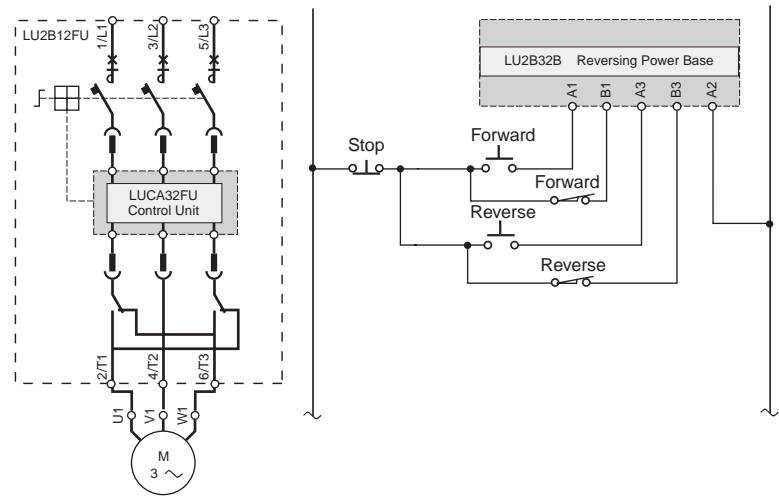 LU2B12FU
1/L1
3/L2
5/L3
LUCA32FU
Control Unit
2/T1
4/T2
6/T3
U1
V1
W1
M
3
LU2B32B Reversing Power Base
A1
B1
A3
B3
A2
Stop
Forward
Forward
Reverse
Reverse